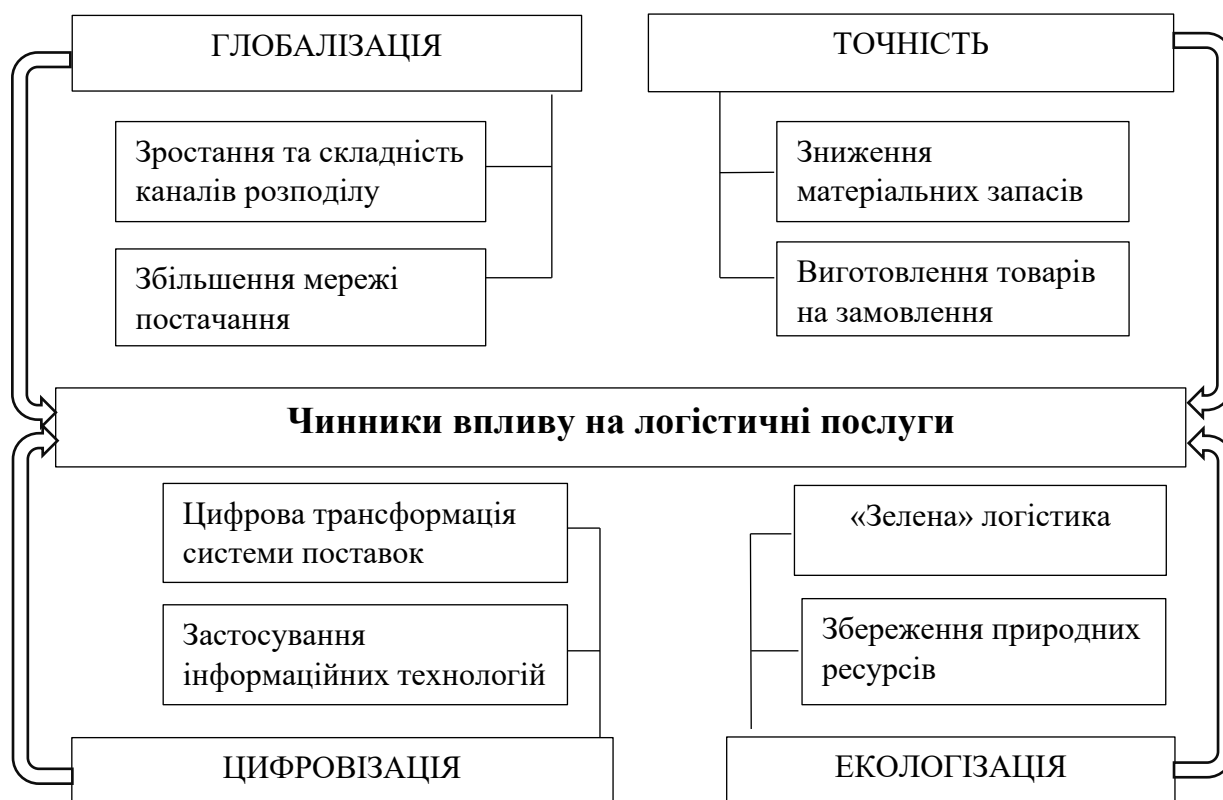 ГЛОБАЛІЗАЦІЯ
Зростання та складність
каналів розподілу
Збільшення мережі
постачання
ТОЧНІСТЬ
Зниження
матеріальних запасів
Виготовлення товарів
на замовлення
Чинники впливу на логістичні послуги
Цифрова трансформація
системи поставок
Застосування
інформаційних технологій
ЦИФРОВІЗАЦІЯ
«Зелена» логістика
Збереження природних
ресурсів
ЕКОЛОГІЗАЦІЯ